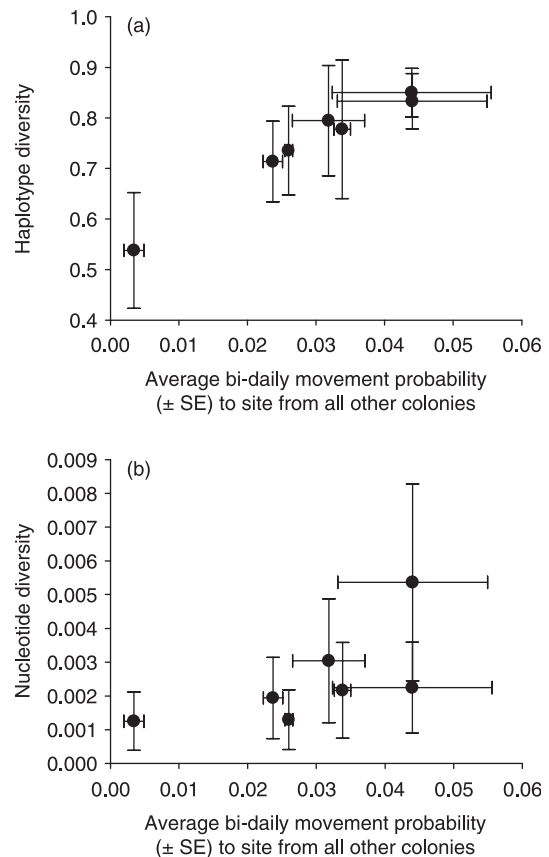 (a)
1.0
0.9
0.8
0.7
0.6
0.5
0.4
Haplotype diversity
0.00 0.01 0.02 0.03 0.04 0.05 0.06
Average bi-daily movement probability
(± SE) to site from all other colonies
(b)
0.009
0.008
0.007
0.006
0.005
0.004
0.003
0.002
0.001
0.000
Nucleotide diversity
0.00 0.01 0.02 0.03 0.04 0.05 0.06
Average bi-daily movement probability
(± SE) to site from all other colonies